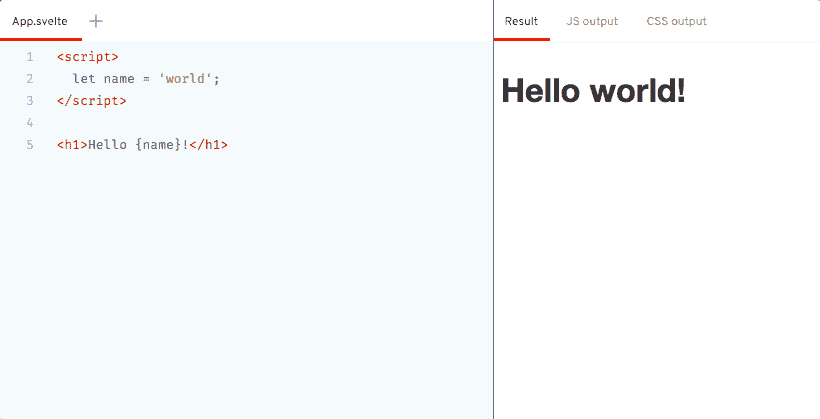 App.svelte +
1 <script>
2 let name = 'world';
3 </script>
4
5 <h1>Hello {name}!</h1>
Result JS output CSS output
Hello world!